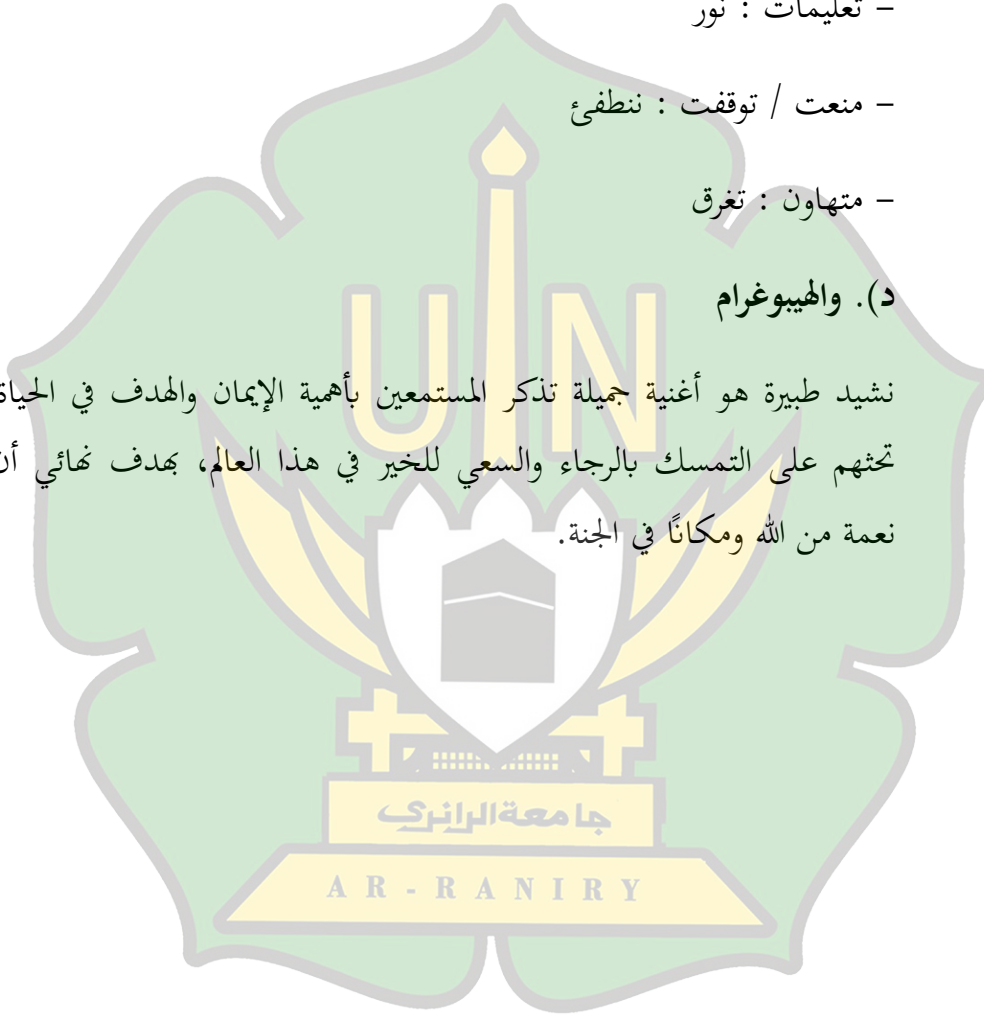 – تعليمات : نور
– منعت / توقفت : ننطفئ
– متهاون : تغرق
د). والهيبوغرام
نشيد طبيرة هو أغنية جميلة تذكر المستمعين بأهمية الإيمان والهدف في الحياة
تحثهم على التمسك بالرجاء والسعي للخير في هذا العالم، بهدف نهائي أن
نعمة من الله ومكانًا في الجنة.
UIN
جامعة الرانري
AR-RANIRY